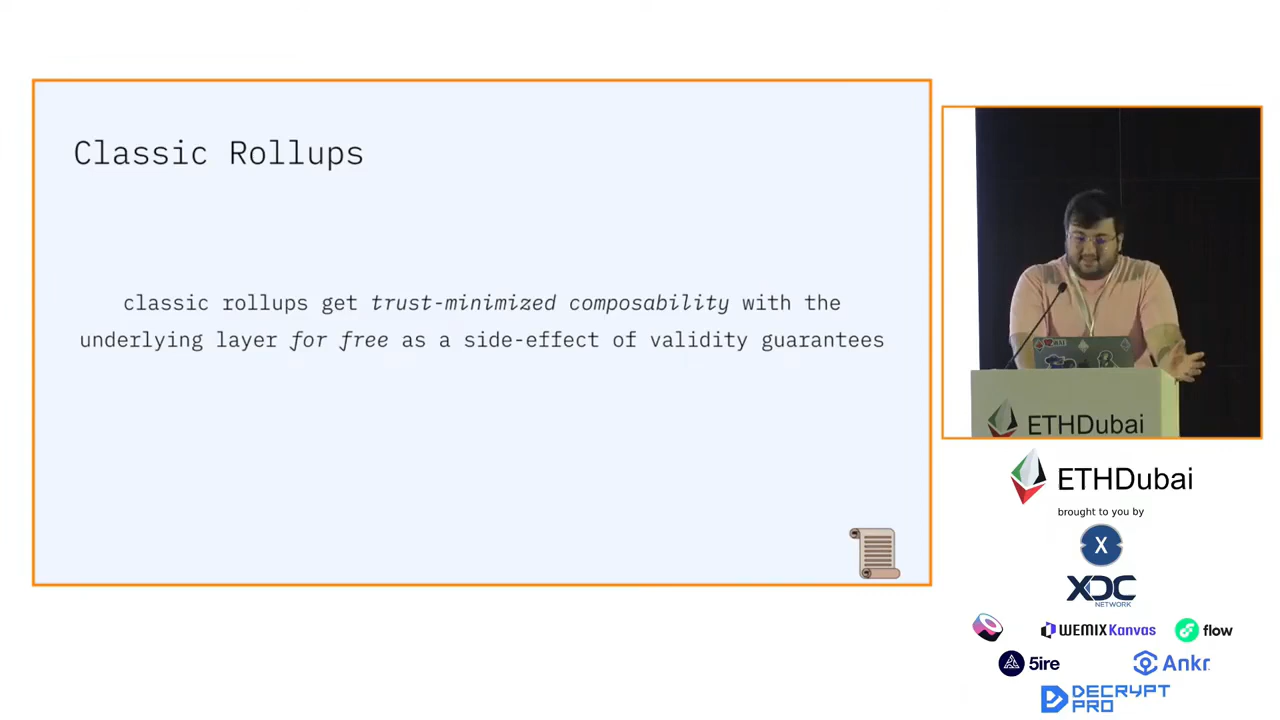 Classic Rollups
classic rollups get trust-minimized composability with the
underlying layer for free as a side-effect of validity guarantees
ETHDubai
ETHDubai
brought to you by
X
XDC
NETWORK
WEMIX Kanvas
flow
5ire
Ankr
DECRYPT
PRO